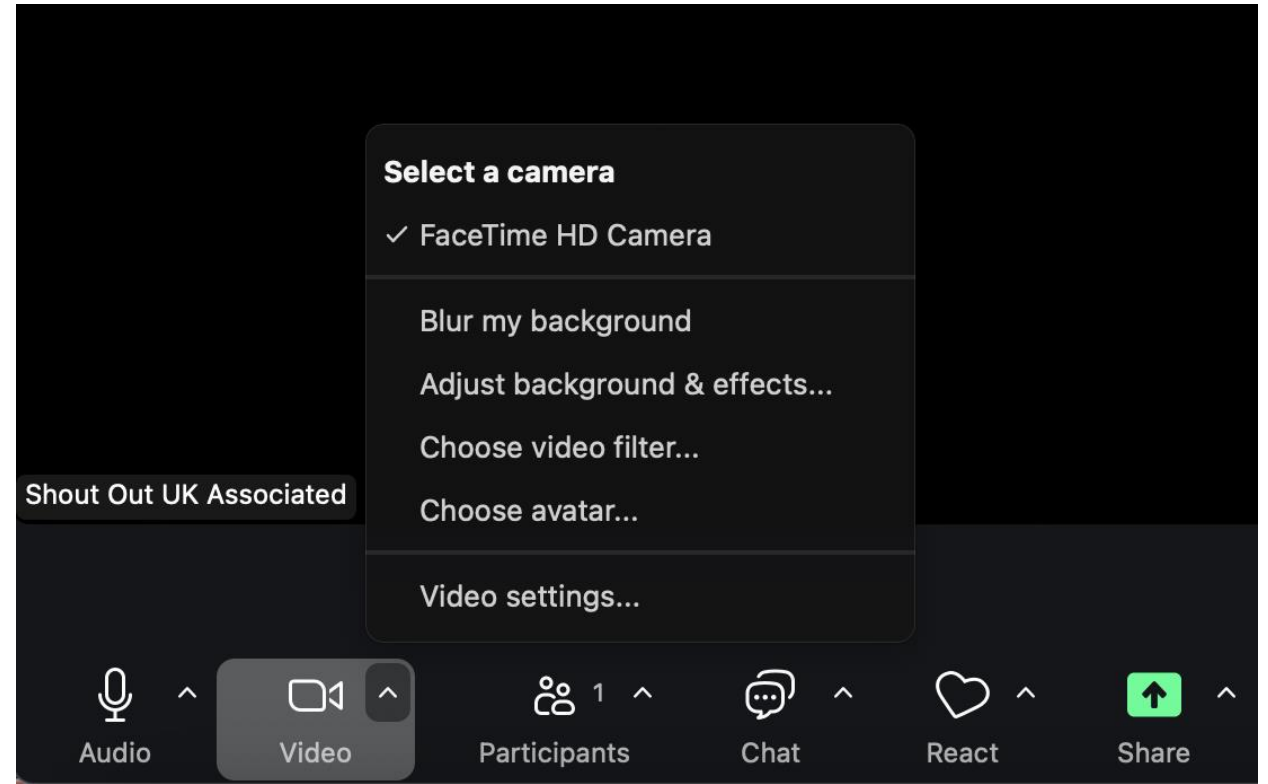 Select a camera
FaceTime HD Camera
Blur my background
Adjust background & effects...
Choose video filter...
Choose avatar...
Shout Out UK Associated
Video settings...
1
Audio
Video
Participants
Chat
React
Share